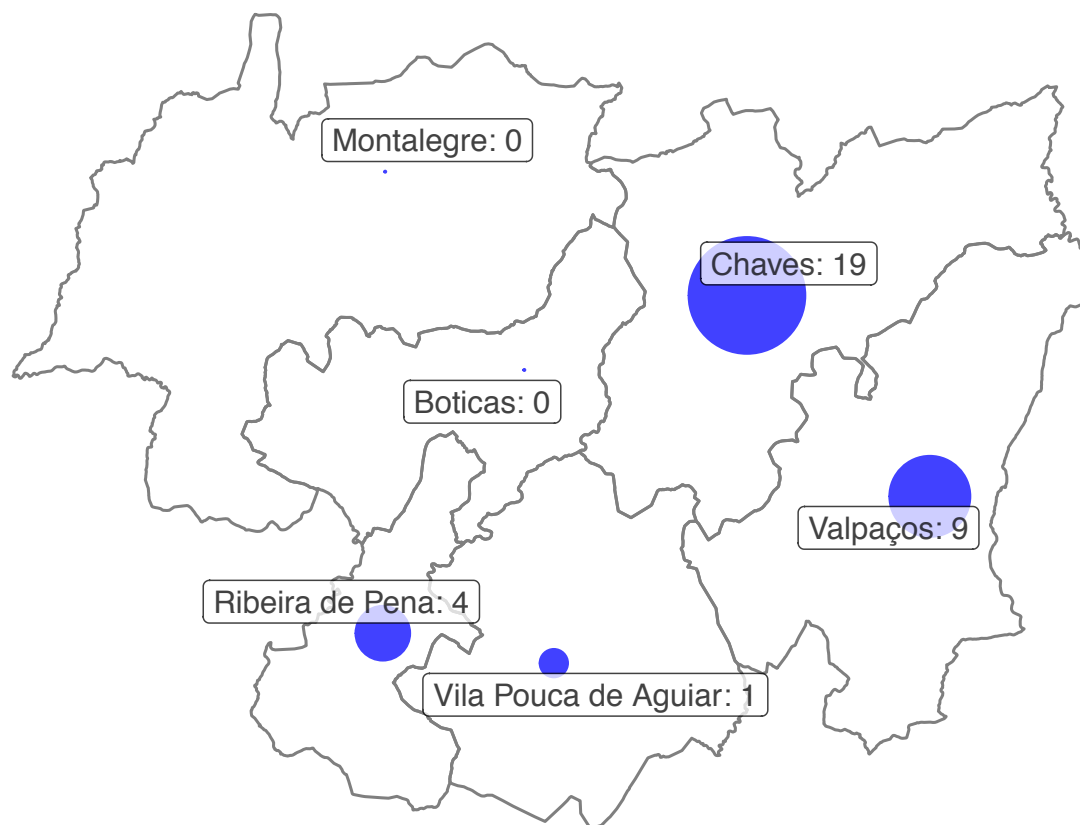 Montalegre: 0
Chaves: 19
Boticas: 0
Valpaços: 9
Ribeira de Pena: 4
Vila Pouca de Aguiar: 1